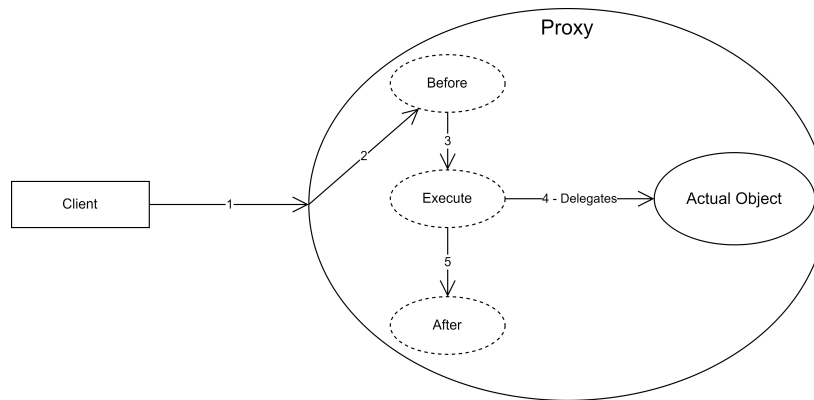 Proxy
Before
2
3
Client
1
Execute
4 - Delegates
Actual Object
5
After